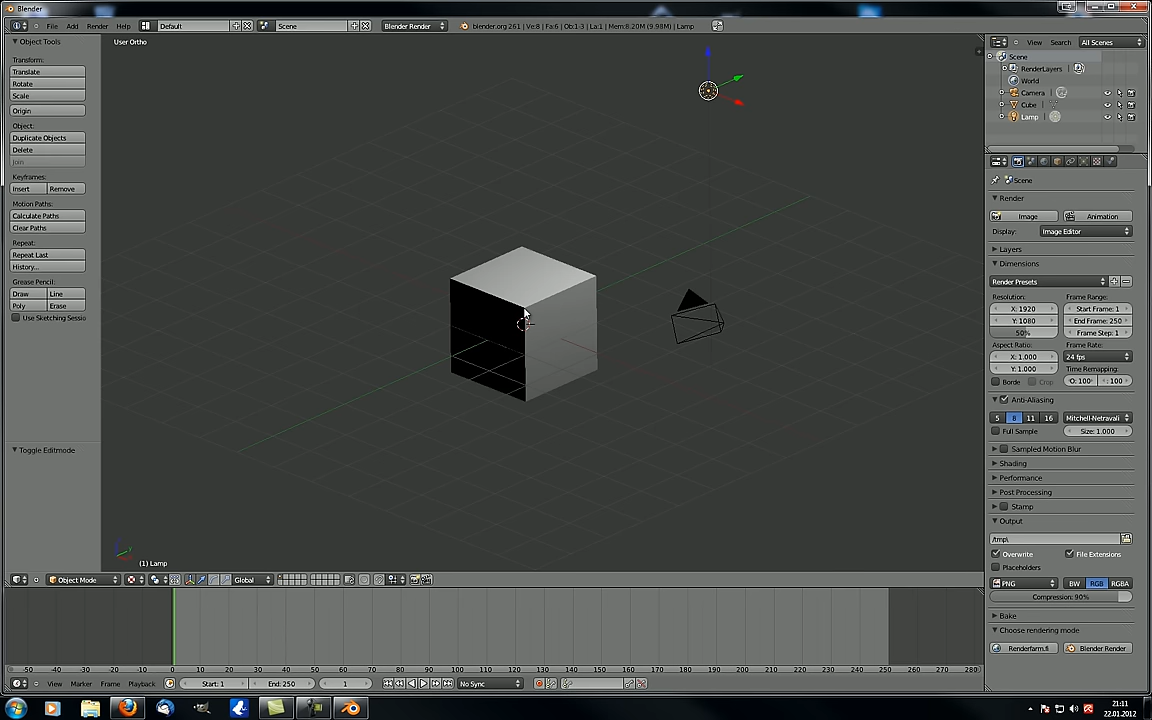 Blender
File Add Render Help Default Scene Blender Render blender.org 261 | Ve:8 | Fa:6 | Ob:1-3 | La:1 | Mem:8.20M (9.98M) | Lamp
Object Tools
Transform:
Translate
Rotate
Scale
Origin
Object:
Duplicate Objects
Delete
Join
Keyframes:
Insert Remove
Motion Paths:
Calculate Paths
Clear Paths
Repeat:
Repeat Last
History...
Grease Pencil:
Draw Line
Poly Erase
Use Sketching Sessio
Toggle Editmode
User Ortho
(1) Lamp
Object Mode Global
View Search All Scenes
Scene
RenderLayers |
World
Camera |
Cube |
Lamp |
Scene
Render
Image Animation
Display: Image Editor
Layers
Dimensions
Render Presets
Resolution: Frame Range:
X: 1920 Start Frame: 1
Y: 1080 End Frame: 250
50% Frame Step: 1
Aspect Ratio: Frame Rate:
X: 1.000 24 fps
Y: 1.000 Time Remapping:
Borde Crop O: 100 : 100
Anti-Aliasing
5 8 11 16 Mitchell-Netravali
Full Sample Size: 1.000
Sampled Motion Blur
Shading
Performance
Post Processing
Stamp
Output
/tmp\
Overwrite File Extensions
Placeholders
PNG BW RGB RGBA
Compression: 90%
Bake
Choose rendering mode
Renderfarm.fi Blender Render
-50 -40 -30 -20 -10 0 10 20 30 40 50 60 70 80 90 100 110 120 130 140 150 160 170 180 190 200 210 220 230 240 250 260 270 280
View Marker Frame Playback Start: 1 End: 250 1 No Sync
21:11
22.01.2012